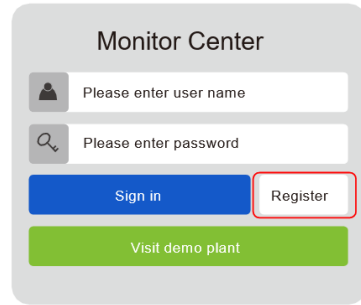 Monitor Center
Please enter user name
Please enter password
Sign in
Register
Visit demo plant